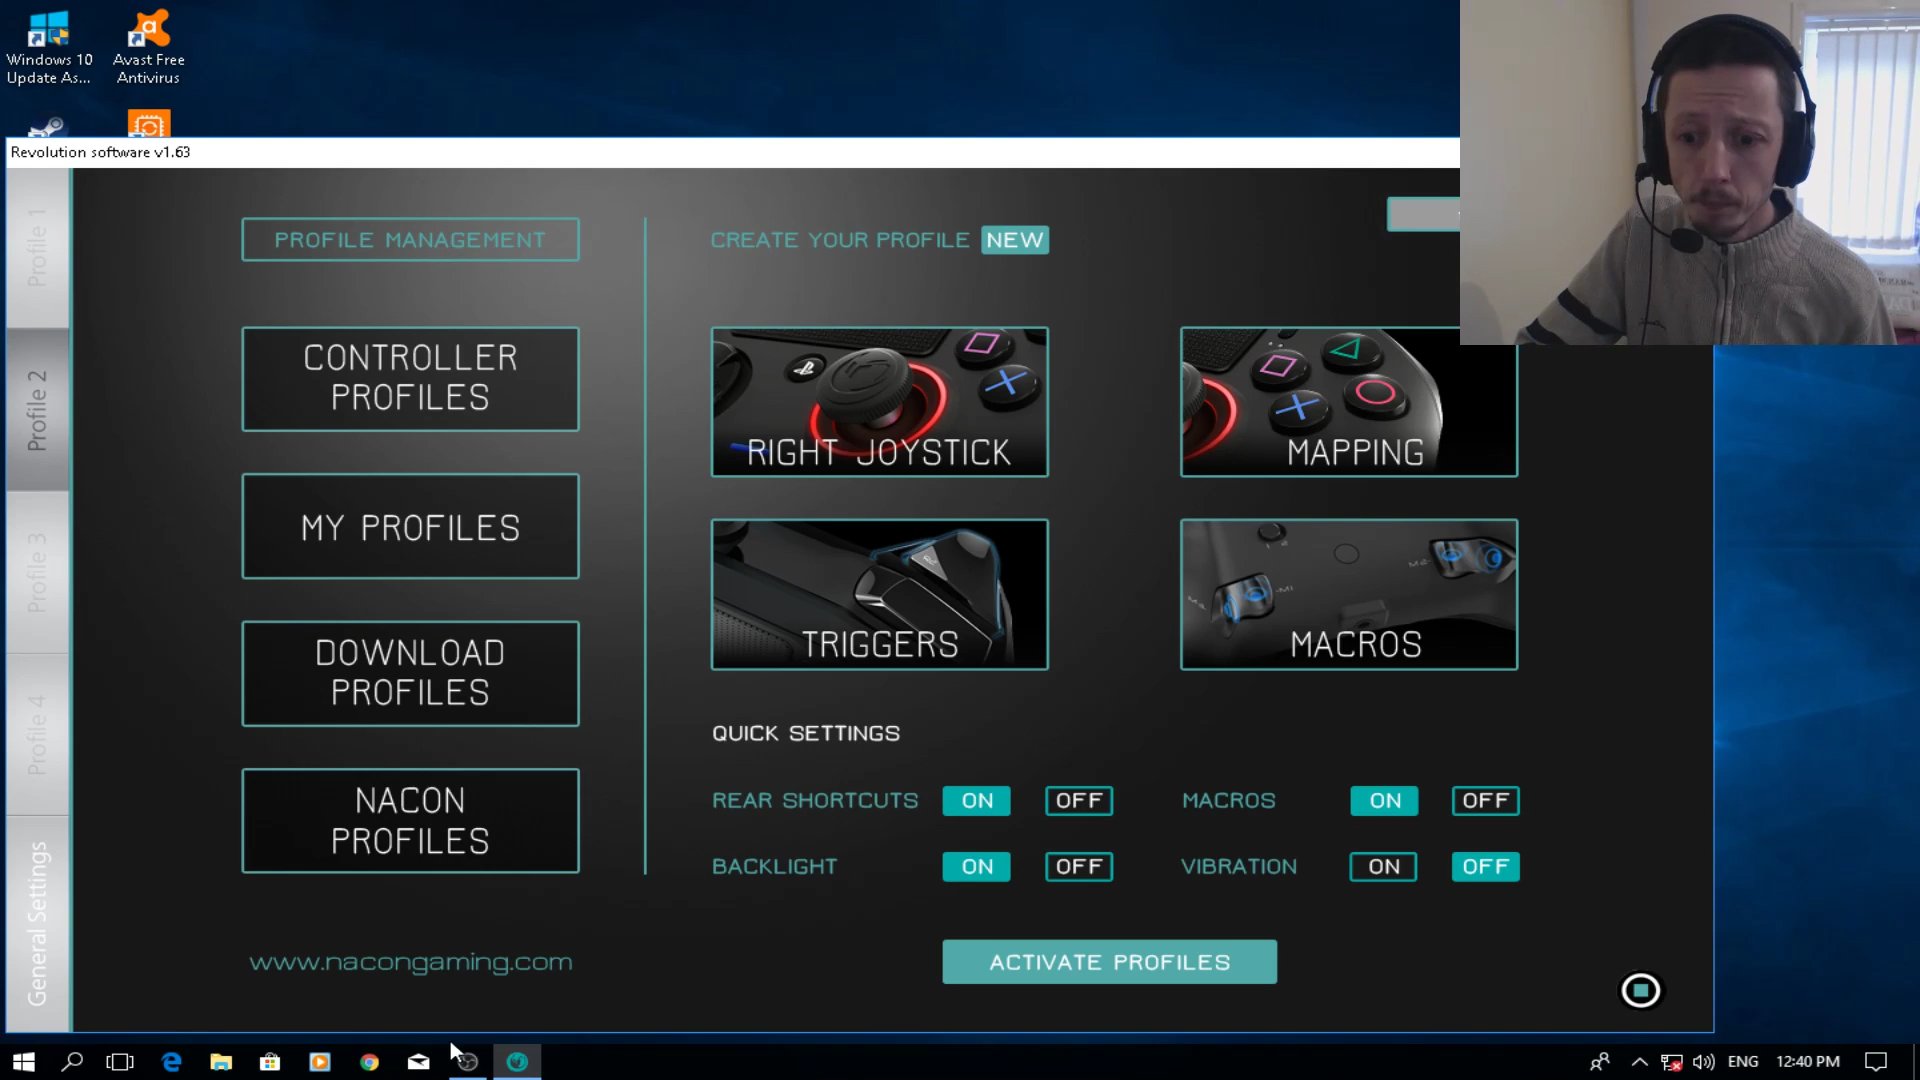 Windows 10
Update As...
Avast Free
Antivirus
Revolution software v1.63
Profile 1
Profile 2
Profile 3
Profile 4
General Settings
PROFILE MANAGEMENT
CONTROLLER
PROFILES
MY PROFILES
DOWNLOAD
PROFILES
NACON
PROFILES
www.nacongaming.com
CREATE YOUR PROFILE NEW
RIGHT JOYSTICK
MAPPING
TRIGGERS
MACROS
QUICK SETTINGS
REAR SHORTCUTS ON OFF
MACROS ON OFF
BACKLIGHT ON OFF
VIBRATION ON OFF
ACTIVATE PROFILES
ENG
12:40 PM